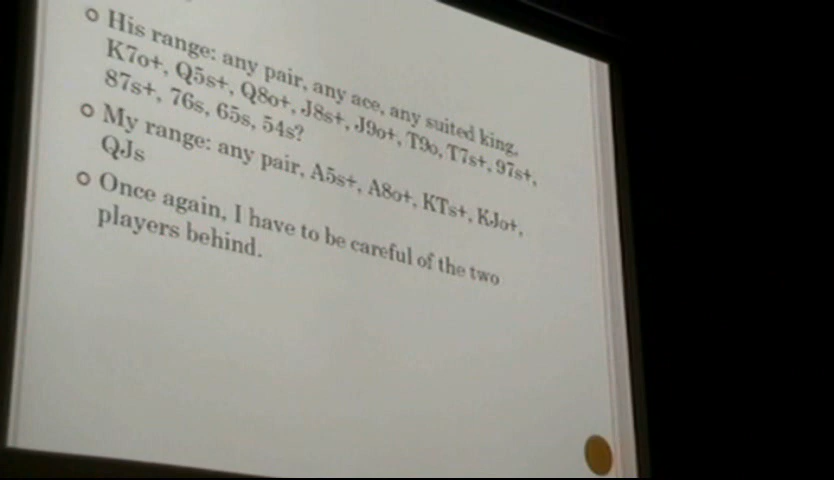 His range: any pair, any ace, any suited king,
K7o+, Q5s+, Q8o+, J8s+, J9o+, T9o, T7s+, 97s+,
87s+, 76s, 65s, 54s?
My range: any pair, A5s+, A8o+, KTs+, KJo+,
QJs
Once again, I have to be careful of the two
players behind.